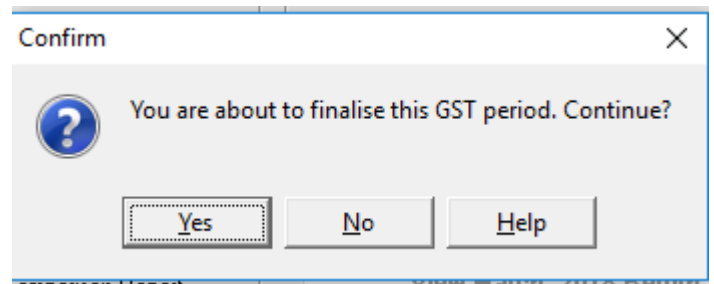 Confirm
You are about to finalise this GST period. Continue?
Yes
No
Help